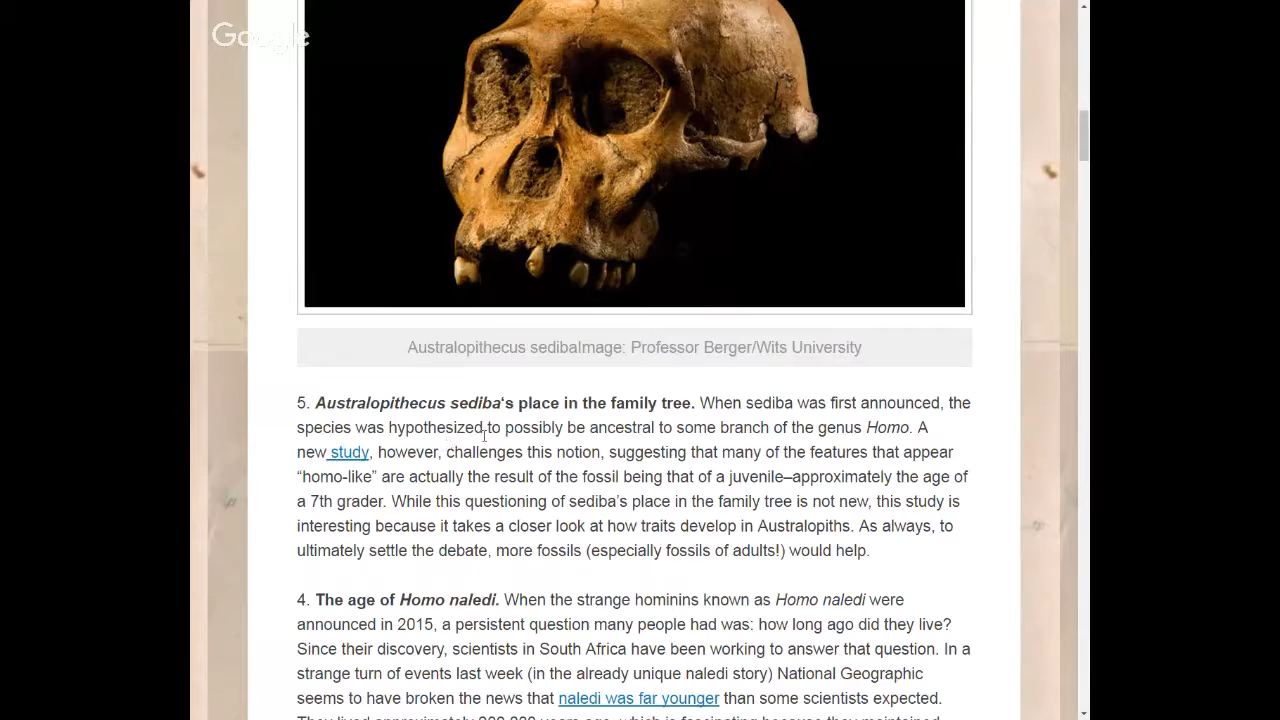 Google
Australopithecus sedibaImage: Professor Berger/Wits University
5. Australopithecus sediba‘s place in the family tree. When sediba was first announced, the
species was hypothesized to possibly be ancestral to some branch of the genus Homo. A
new study, however, challenges this notion, suggesting that many of the features that appear
“homo-like” are actually the result of the fossil being that of a juvenile–approximately the age of
a 7th grader. While this questioning of sediba’s place in the family tree is not new, this study is
interesting because it takes a closer look at how traits develop in Australopiths. As always, to
ultimately settle the debate, more fossils (especially fossils of adults!) would help.
4. The age of Homo naledi. When the strange hominins known as Homo naledi were
announced in 2015, a persistent question many people had was: how long ago did they live?
Since their discovery, scientists in South Africa have been working to answer that question. In a
strange turn of events last week (in the already unique naledi story) National Geographic
seems to have broken the news that naledi was far younger than some scientists expected.